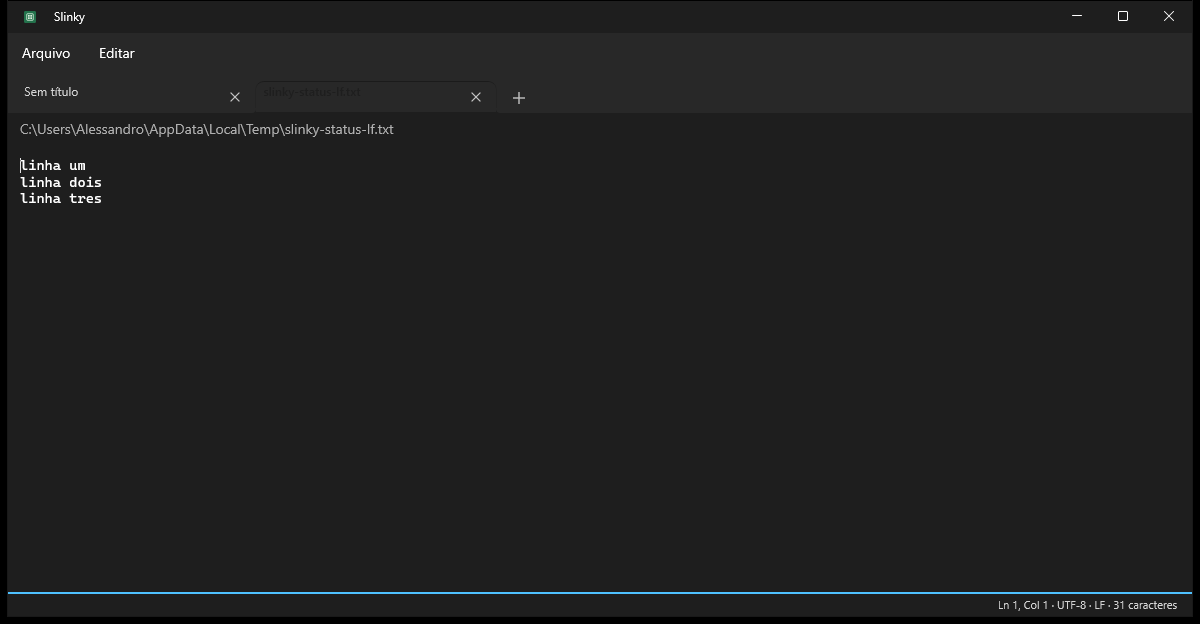 Slinky
Arquivo Editar
Sem título slinky-status-lf.txt
C:\Users\Alessandro\AppData\Local\Temp\slinky-status-lf.txt
linha um
linha dois
linha tres
Ln 1, Col 1 · UTF-8 · LF · 31 caracteres